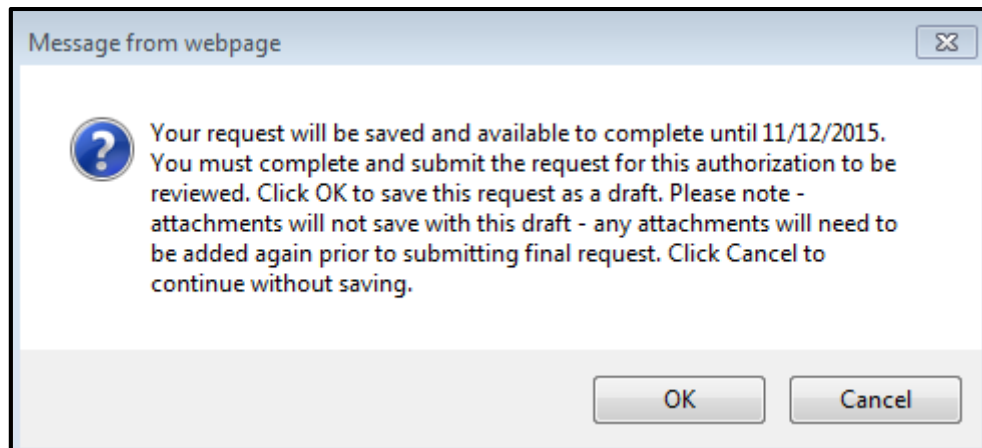 Message from webpage
Your request will be saved and available to complete until 11/12/2015.
You must complete and submit the request for this authorization to be
reviewed. Click OK to save this request as a draft. Please note -
attachments will not save with this draft - any attachments will need to
be added again prior to submitting final request. Click Cancel to
continue without saving.
OK
Cancel